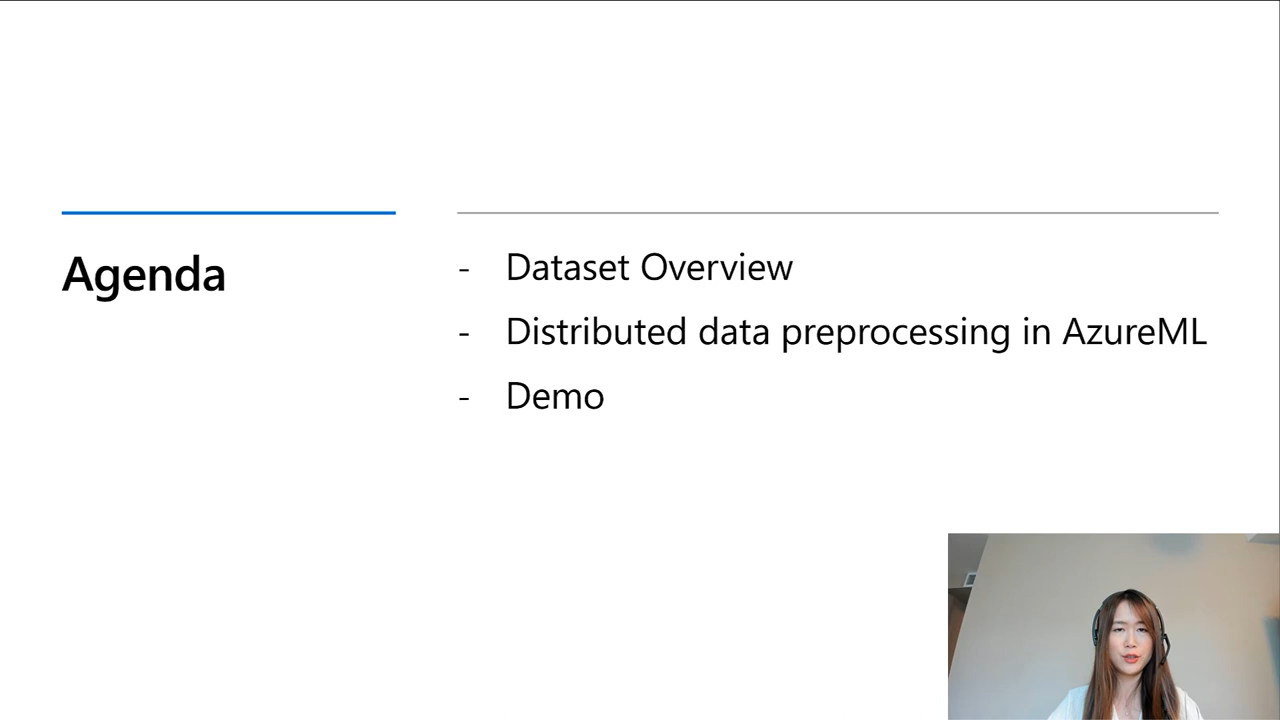 Agenda
- Dataset Overview
- Distributed data preprocessing in AzureML
- Demo